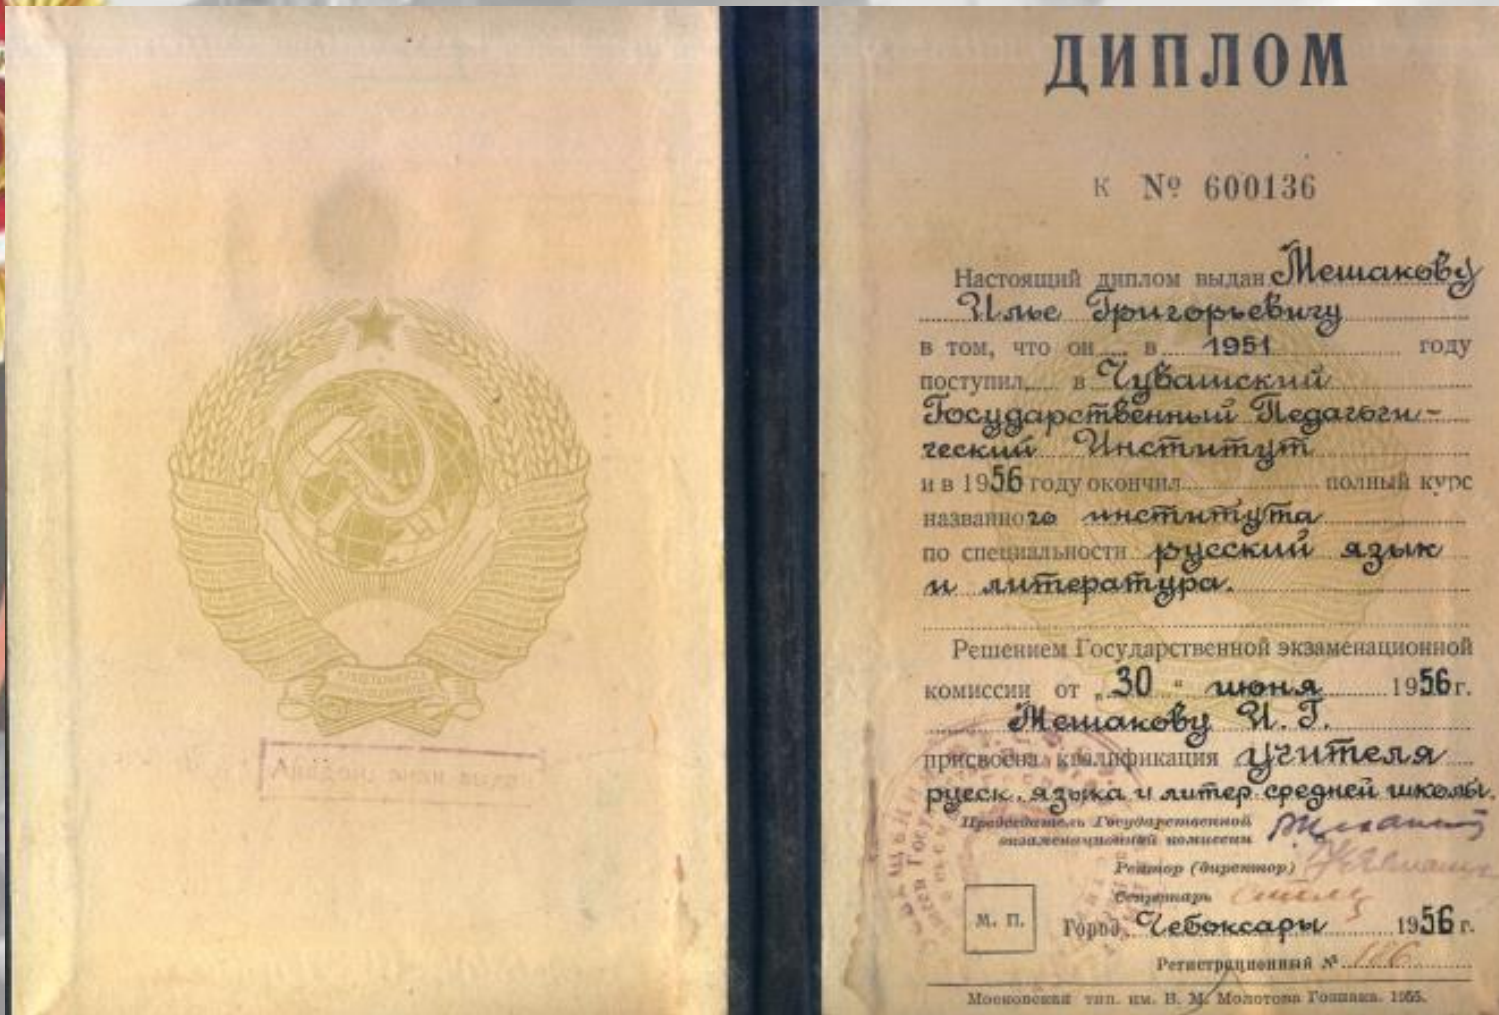 ДИПЛОМ
К № 600136
Настоящий диплом выдан Мешакову
Илье Григорьевичу
в том, что он в 1951 году
поступил в Чувашский
Государственный Педагоги-
ческий Институт
и в 1956 году окончил полный курс
названного института
по специальности русский язык
и литература.
Решением Государственной экзаменационной
комиссии от „30" июня 1956 г.
Мешакову И. Г.
присвоена квалификация учителя
русск. языка и литер. средней школы.
Председатель Государственной
экзаменационной комиссии
Ректор (директор)
Секретарь
М. П.
Город Чебоксары 1956 г.
Регистрационный № 186
Московская тип. им. В. М. Молотова Гознака. 1955.